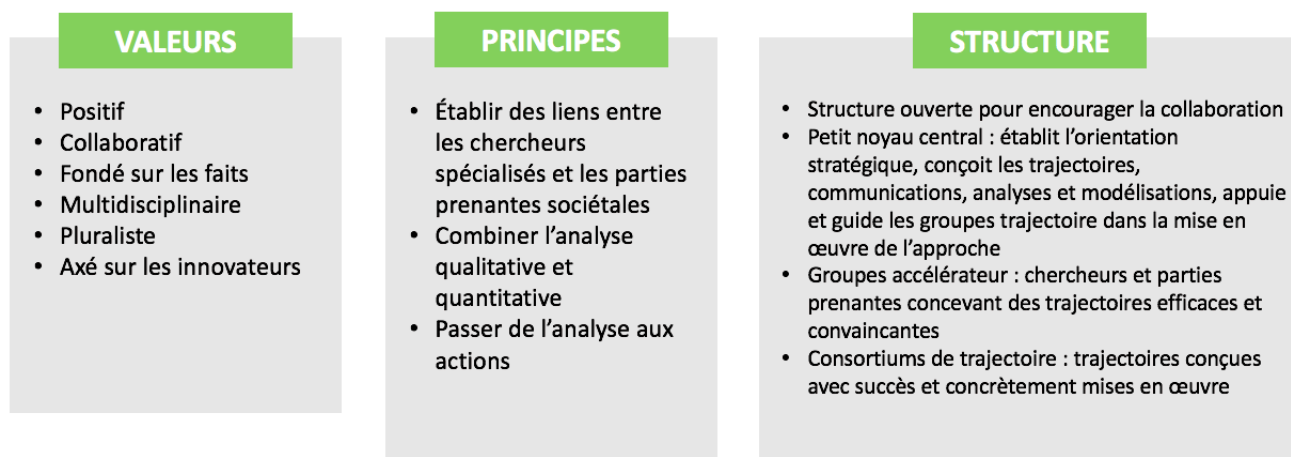 VALEURS
• Positif
• Collaboratif
• Fondé sur les faits
• Multidisciplinaire
• Pluraliste
• Axé sur les innovateurs
PRINCIPES
• Établir des liens entre
les chercheurs
spécialisés et les parties
prenantes sociétales
• Combiner l’analyse
qualitative et
quantitative
• Passer de l’analyse aux
actions
STRUCTURE
• Structure ouverte pour encourager la collaboration
• Petit noyau central : établit l’orientation
stratégique, conçoit les trajectoires,
communications, analyses et modélisations, appuie
et guide les groupes trajectoire dans la mise en
œuvre de l’approche
• Groupes accélérateur : chercheurs et parties
prenantes concevant des trajectoires efficaces et
convaincantes
• Consortiums de trajectoire : trajectoires conçues
avec succès et concrètement mises en œuvre